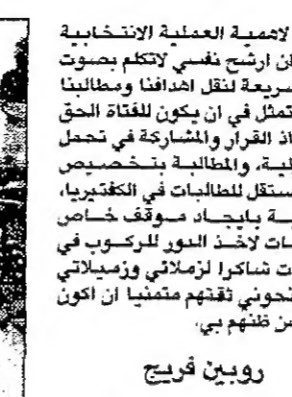 لاهمية العملية الانتخابية
ان ارشح نفسي لاتكلم بصوت
سريعة لنقل اهدافنا ومطالبنا
تمثل في ان يكون للفتاة الحق
اذ القرار والمشاركة في تحمل
لية، والمطالبة بتخصيص
ستقل للطالبات في الكفتيريا،
ـة بايجاد موقف خاص
ات لاخذ الدور للركوب في
ت شاكرا لزملائي وزميلاتي
نحوني ثقتهم متمنيا ان اكون
من ظنهم بي.
روبين فريج